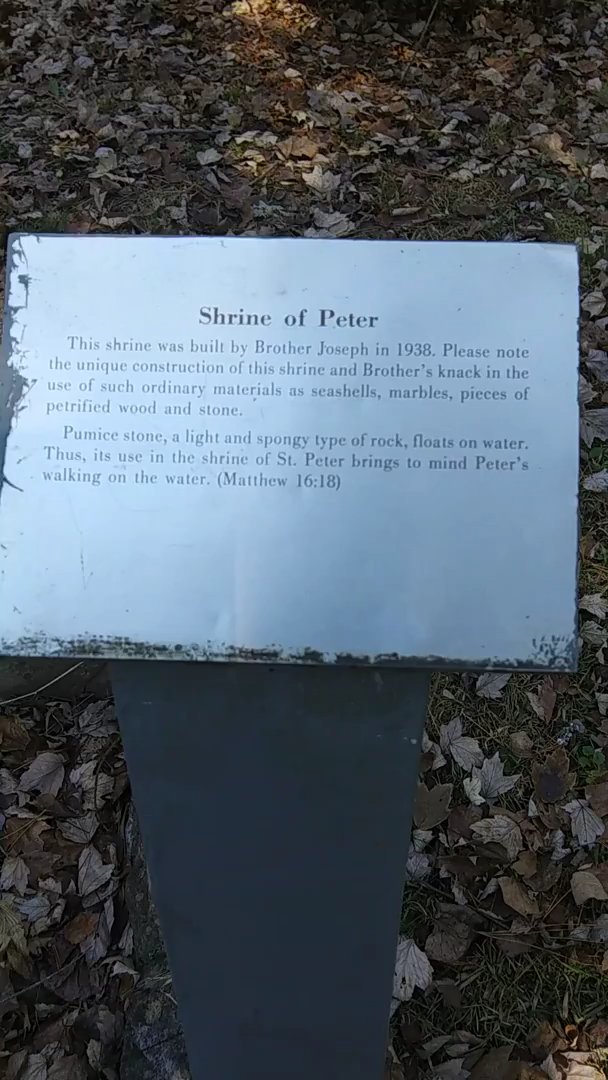 Shrine of Peter
This shrine was built by Brother Joseph in 1938. Please note
the unique construction of this shrine and Brother's knack in the
use of such ordinary materials as seashells, marbles, pieces of
petrified wood and stone.
Pumice stone, a light and spongy type of rock, floats on water.
Thus, its use in the shrine of St. Peter brings to mind Peter's
walking on the water. (Matthew 16:18)